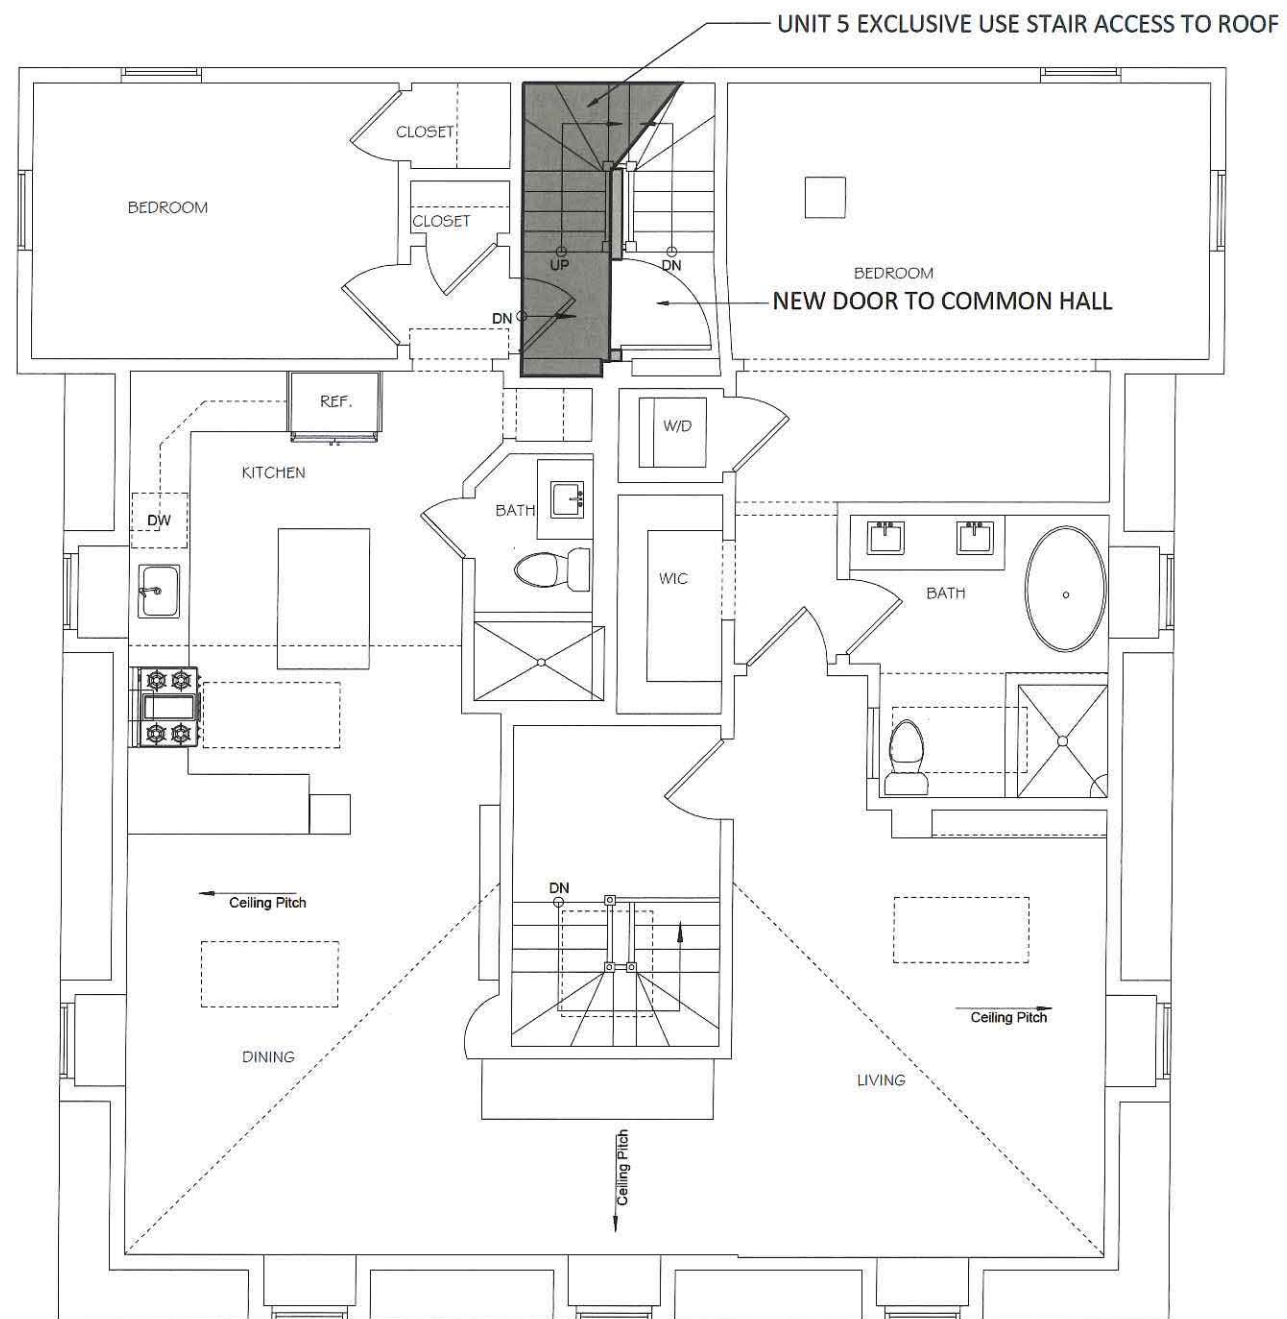 UNIT 5 EXCLUSIVE USE STAIR ACCESS TO ROOF
CLOSET
BEDROOM
CLOSET
UP
DN
BEDROOM
NEW DOOR TO COMMON HALL
DN
REF.
W/D
KITCHEN
BATH
DW
WIC
BATH
DN
Ceiling Pitch
Ceiling Pitch
DINING
LIVING
Ceiling Pitch